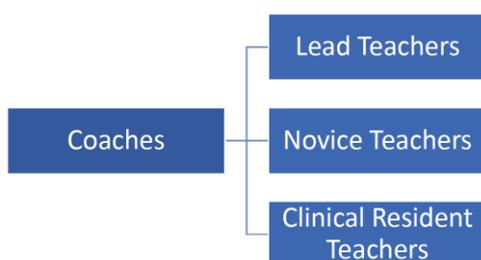 Lead Teachers
Coaches
Novice Teachers
Clinical Resident
Teachers